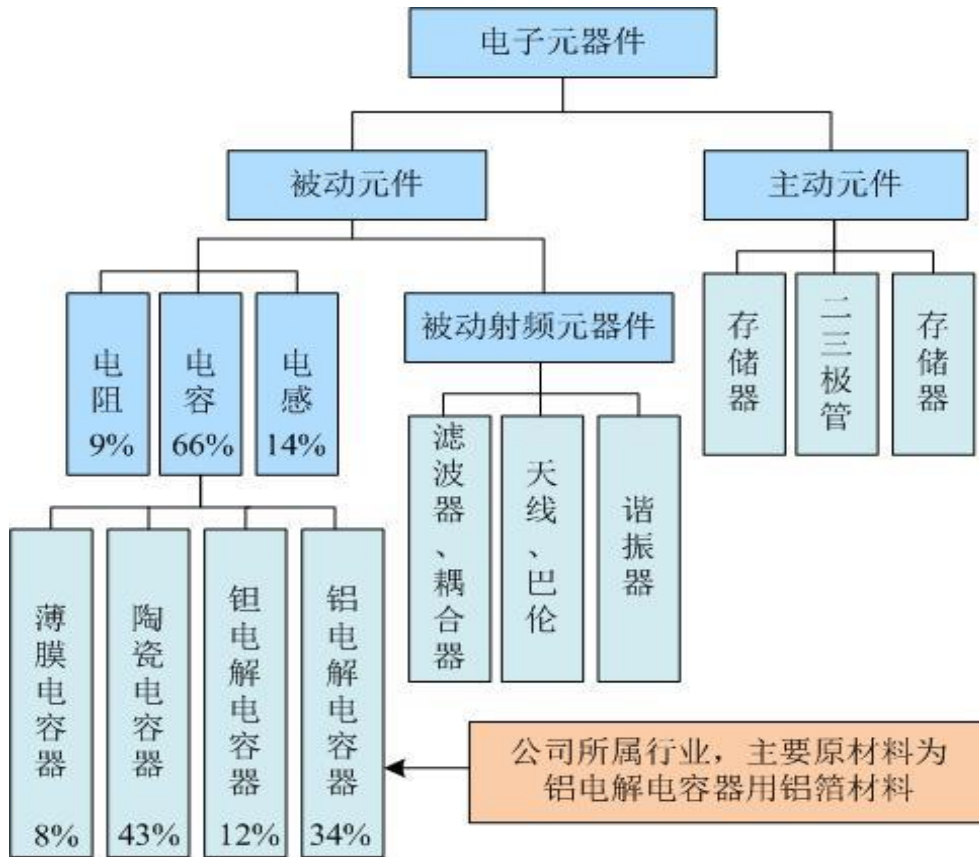 电子元器件
被动元件
主动元件
电阻
9%
电容
66%
电感
14%
被动射频元器件
存储器
二三极管
存储器
滤波器、耦合器
天线、巴伦
谐振器
薄膜电容器
8%
陶瓷电容器
43%
钽电解电容器
12%
铝电解电容器
34%
公司所属行业，主要原材料为
铝电解电容器用铝箔材料